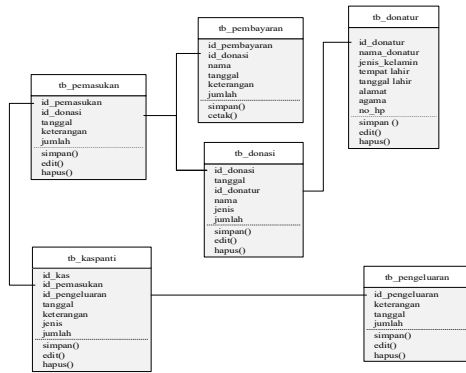 tb_pembayaran
id_pembayaran
id_donasi
nama
tanggal
keterangan
jumlah
simpan()
cetak()
tb_donatur
id_donatur
nama_donatur
jenis_kelamin
tempat lahir
tanggal lahir
alamat
agama
no_hp
simpan ()
edit()
hapus()
tb_pemasukan
id_pemasukan
id_donasi
tanggal
keterangan
jumlah
simpan()
edit()
hapus()
tb_donasi
id_donasi
tanggal
id_donatur
nama
jenis
jumlah
simpan()
edit()
hapus()
tb_kaspanti
id_kas
id_pemasukan
id_pengeluaran
tanggal
keterangan
jenis
jumlah
simpan()
edit()
hapus()
tb_pengeluaran
id_pengeluaran
keterangan
tanggal
jumlah
simpan()
edit()
hapus()